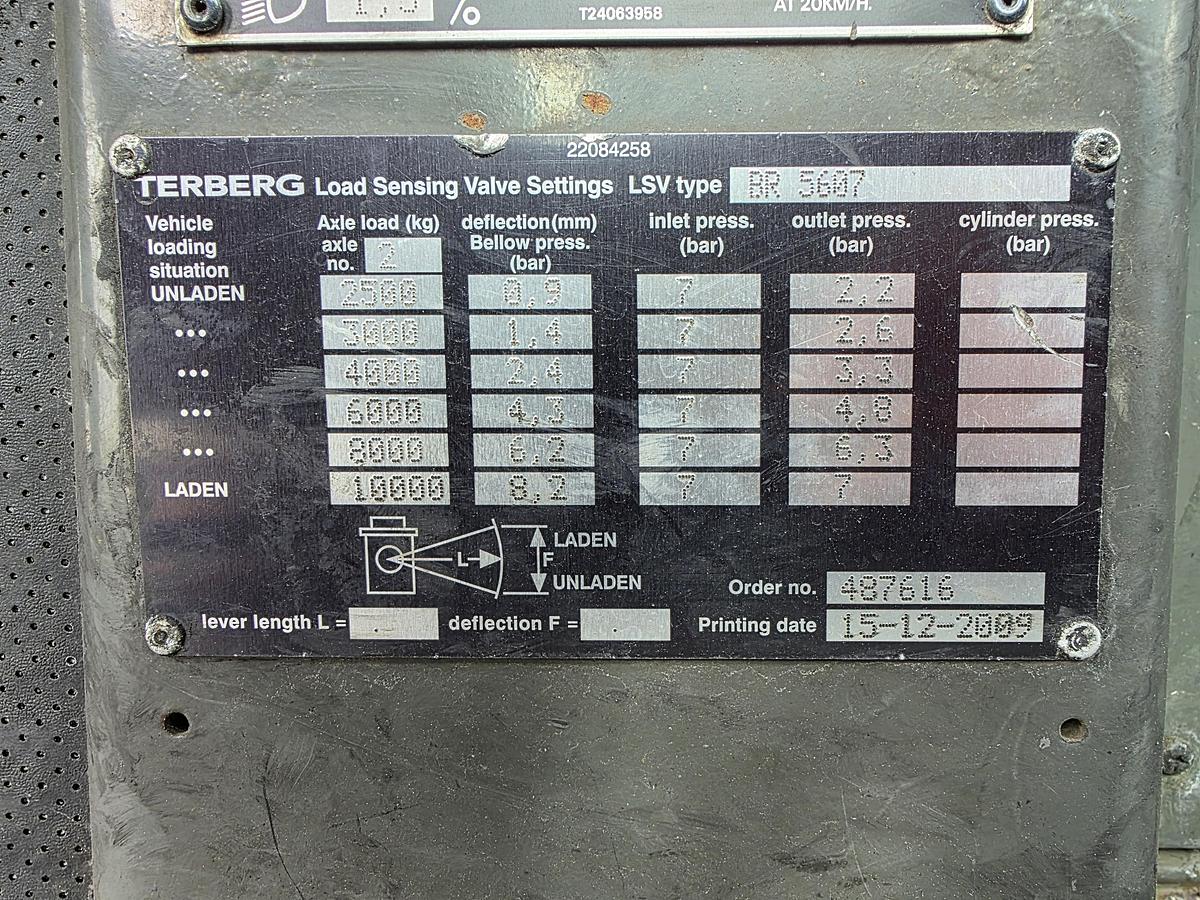 1,5 %
T24063958
AT 20KM/H.
22084258
TERBERG Load Sensing Valve Settings LSV type BR 5607
Vehicle loading situation
Axle load (kg) axle no. 2
deflection(mm) Bellow press. (bar)
inlet press. (bar)
outlet press. (bar)
cylinder press. (bar)
UNLADEN 2500 0,9 7 2,2
••• 3000 1,4 7 2,6
••• 4000 2,4 7 3,3
••• 6000 4,3 7 4,8
••• 8000 6,2 7 6,3
LADEN 10000 8,2 7 7
L F LADEN
UNLADEN
Order no. 487616
lever length L = . deflection F = . Printing date 15-12-2009